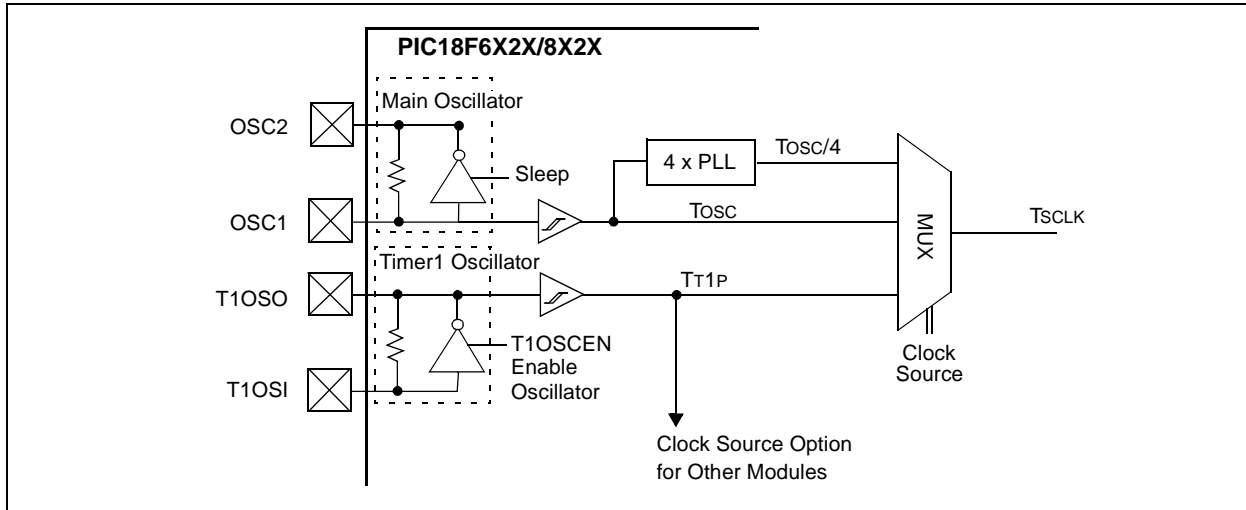 PIC18F6X2X/8X2X
Main Oscillator
OSC2
Sleep
OSC1
4 x PLL
TOSC/4
TOSC
MUX
TSCLK
Timer1 Oscillator
T1OSO
TT1P
T1OSCEN
Enable
Oscillator
T1OSI
Clock
Source
Clock Source Option
for Other Modules